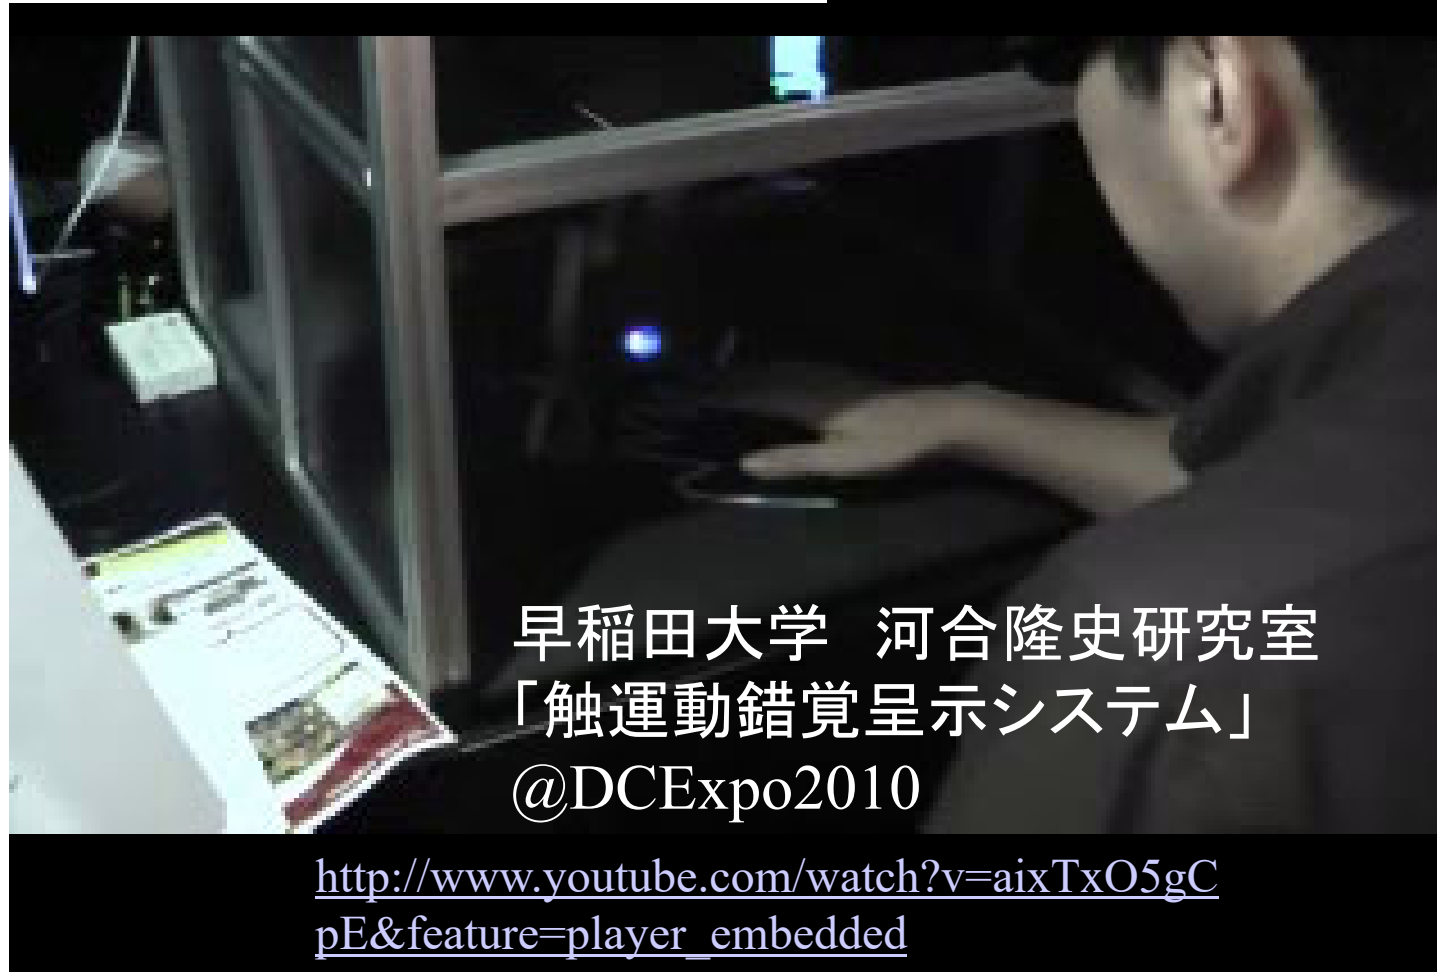 早稲田大学　河合隆史研究室
「触運動錯覚呈示システム」
@DCExpo2010
http://www.youtube.com/watch?v=aixTxO5gC
pE&feature=player_embedded